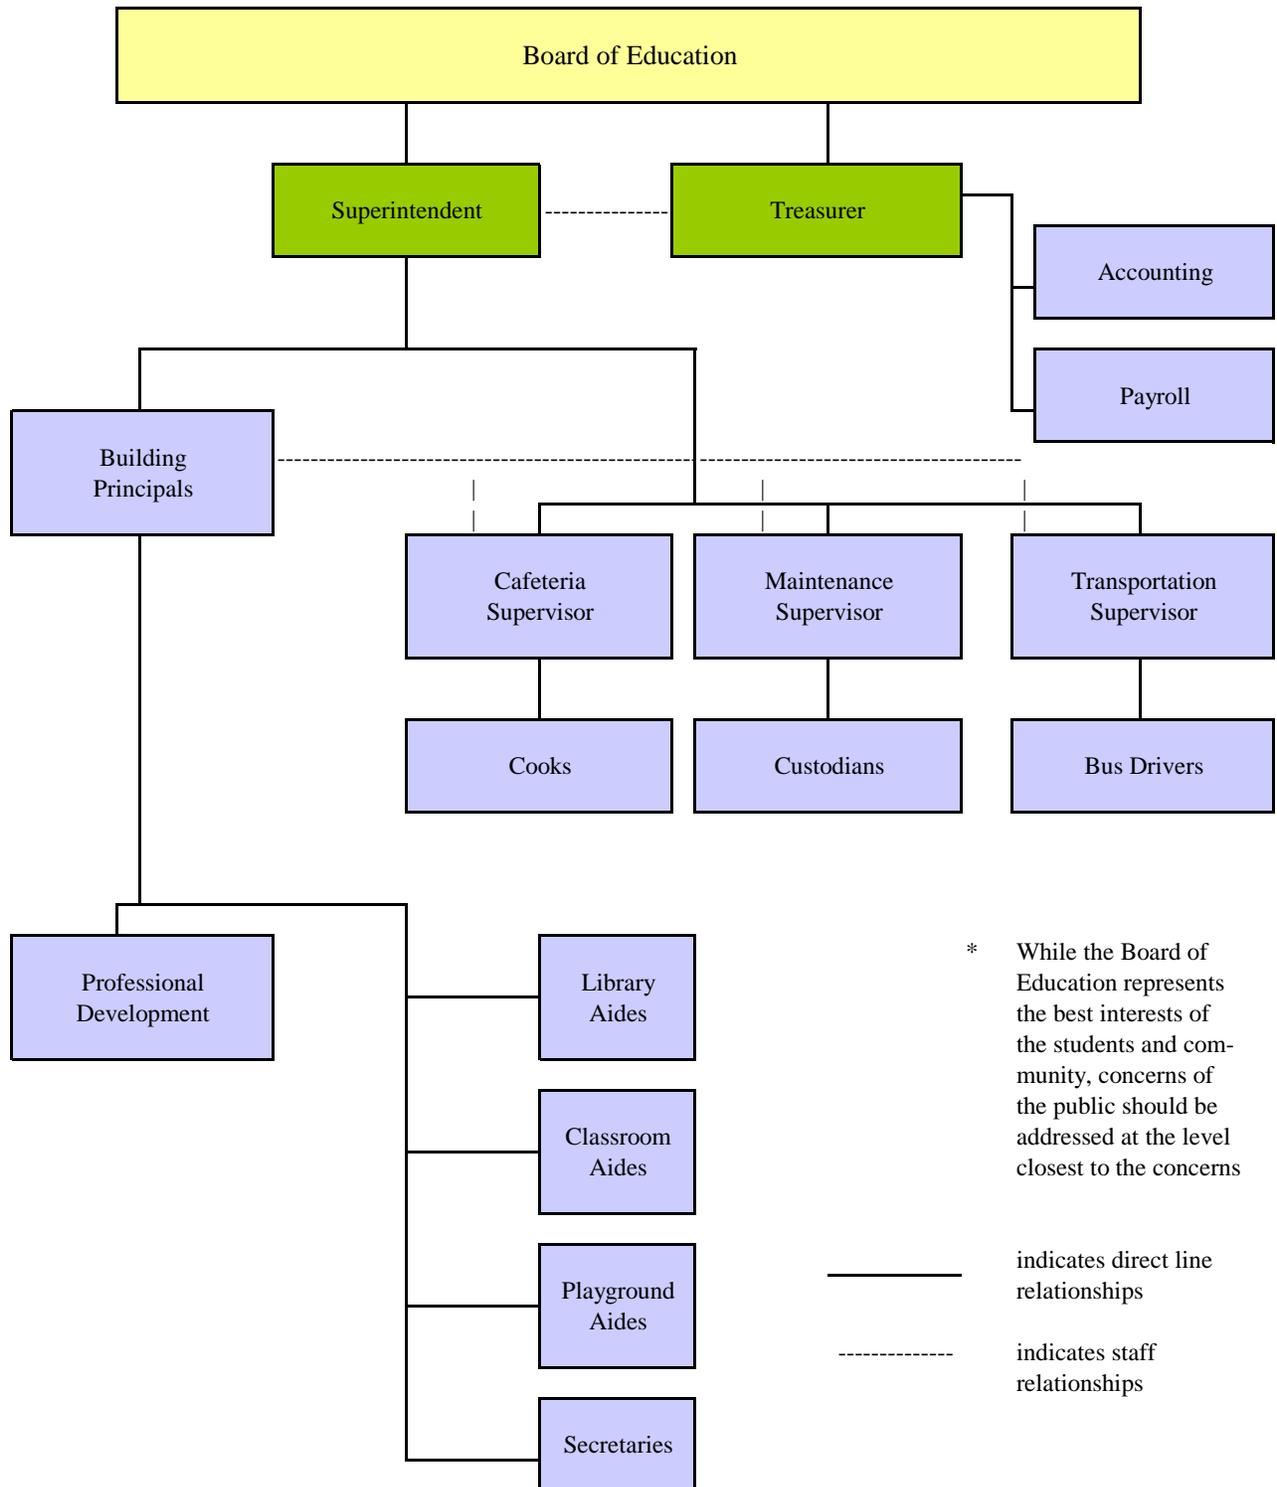 Board of Education
Superintendent
Treasurer
Accounting
Payroll
Building
Principals
Cafeteria
Supervisor
Maintenance
Supervisor
Transportation
Supervisor
Cooks
Custodians
Bus Drivers
Professional
Development
Library
Aides
Classroom
Aides
Playground
Aides
Secretaries
* While the Board of
Education represents
the best interests of
the students and com-
munity, concerns of
the public should be
addressed at the level
closest to the concerns
indicates direct line
relationships
indicates staff
relationships